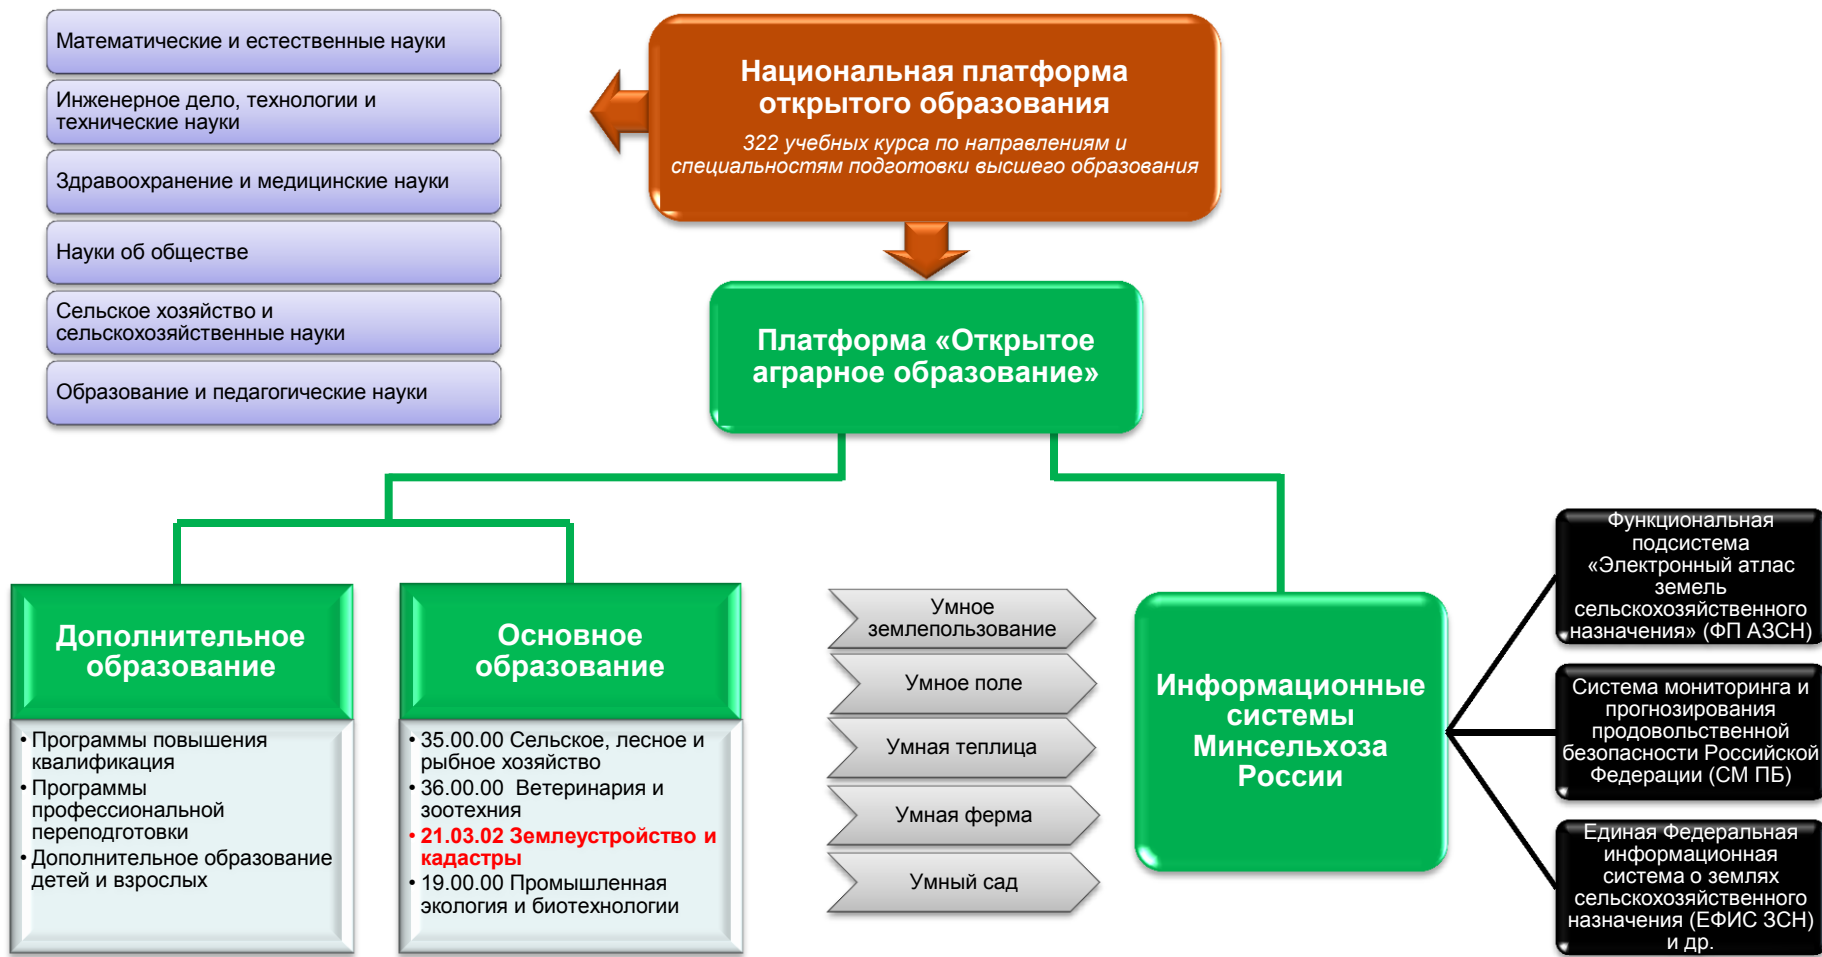 Математические и естественные науки
Инженерное дело, технологии и
технические науки
Здравоохранение и медицинские науки
Науки об обществе
Сельское хозяйство и
сельскохозяйственные науки
Образование и педагогические науки
Национальная платформа
открытого образования
322 учебных курса по направлениям и
специальностям подготовки высшего образования
Платформа «Открытое
аграрное образование»
Дополнительное
образование
• Программы повышения
квалификация
• Программы
профессиональной
переподготовки
• Дополнительное образование
детей и взрослых
Основное
образование
• 35.00.00 Сельское, лесное и
рыбное хозяйство
• 36.00.00 Ветеринария и
зоотехния
• 21.03.02 Землеустройство и
кадастры
• 19.00.00 Промышленная
экология и биотехнологии
Умное
землепользование
Умное поле
Умная теплица
Умная ферма
Умный сад
Информационные
системы
Минсельхоза
России
Функциональная
подсистема
«Электронный атлас
земель
сельскохозяйственного
назначения» (ФП АЗСН)
Система мониторинга и
прогнозирования
продовольственной
безопасности Российской
Федерации (СМ ПБ)
Единая Федеральная
информационная
система о землях
сельскохозяйственного
назначения (ЕФИС ЗСН)
и др.